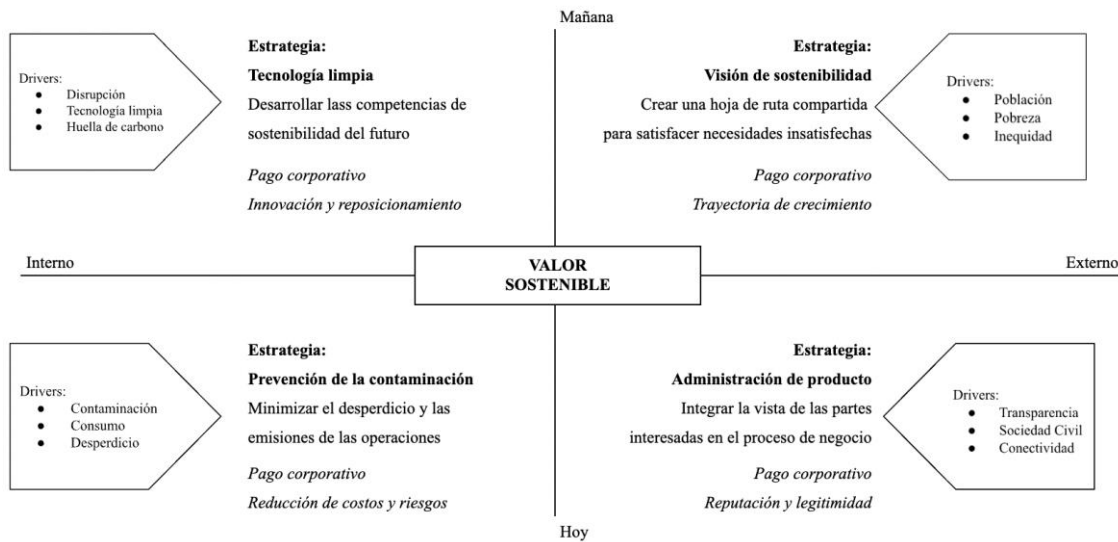 Mañana
Drivers:
● Disrupción
● Tecnología limpia
● Huella de carbono
Estrategia:
Tecnología limpia
Desarrollar lass competencias de
sostenibilidad del futuro
Pago corporativo
Innovación y reposicionamiento
Estrategia:
Visión de sostenibilidad
Crear una hoja de ruta compartida
para satisfacer necesidades insatisfechas
Pago corporativo
Trayectoria de crecimiento
Drivers:
● Población
● Pobreza
● Inequidad
Interno
VALOR
SOSTENIBLE
Externo
Drivers:
● Contaminación
● Consumo
● Desperdicio
Estrategia:
Prevención de la contaminación
Minimizar el desperdicio y las
emisiones de las operaciones
Pago corporativo
Reducción de costos y riesgos
Estrategia:
Administración de producto
Integrar la vista de las partes
interesadas en el proceso de negocio
Pago corporativo
Reputación y legitimidad
Drivers:
● Transparencia
● Sociedad Civil
● Conectividad
Hoy